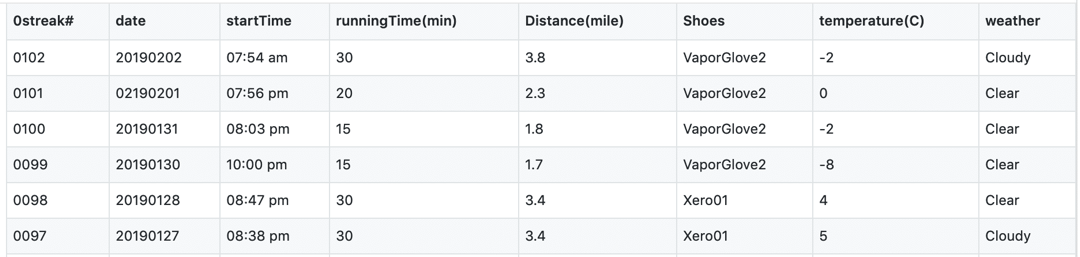 0streak# date startTime runningTime(min) Distance(mile) Shoes temperature(C) weather
0102 20190202 07:54 am 30 3.8 VaporGlove2 -2 Cloudy
0101 02190201 07:56 pm 20 2.3 VaporGlove2 0 Clear
0100 20190131 08:03 pm 15 1.8 VaporGlove2 -2 Clear
0099 20190130 10:00 pm 15 1.7 VaporGlove2 -8 Clear
0098 20190128 08:47 pm 30 3.4 Xero01 4 Clear
0097 20190127 08:38 pm 30 3.4 Xero01 5 Cloudy